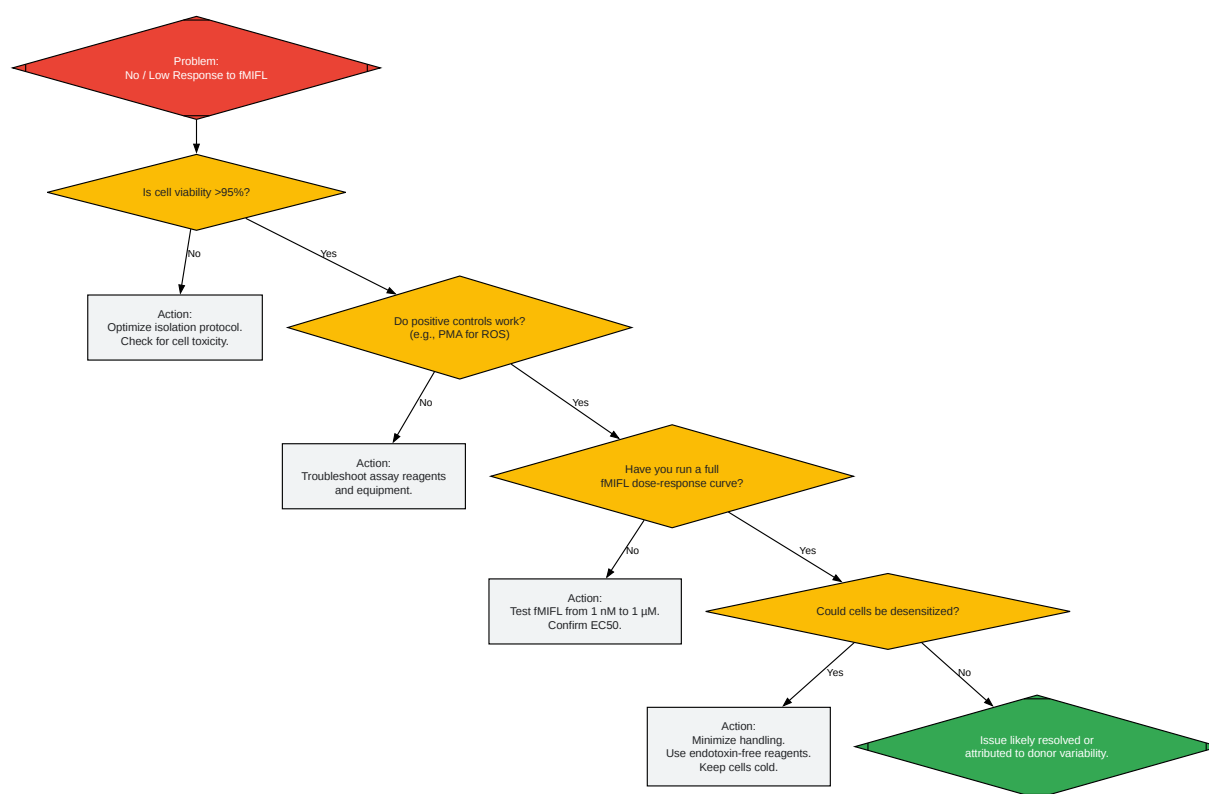 Problem:
No / Low Response to fMIFL
Is cell viability >95%?
No
Yes
Action:
Optimize isolation protocol.
Check for cell toxicity.
Do positive controls work?
(e.g., PMA for ROS)
No
Yes
Action:
Troubleshoot assay reagents
and equipment.
Have you run a full
fMIFL dose-response curve?
No
Yes
Action:
Test fMIFL from 1 nM to 1 µM.
Confirm EC50.
Could cells be desensitized?
Yes
No
Action:
Minimize handling.
Use endotoxin-free reagents.
Keep cells cold.
Issue likely resolved or
attributed to donor variability.